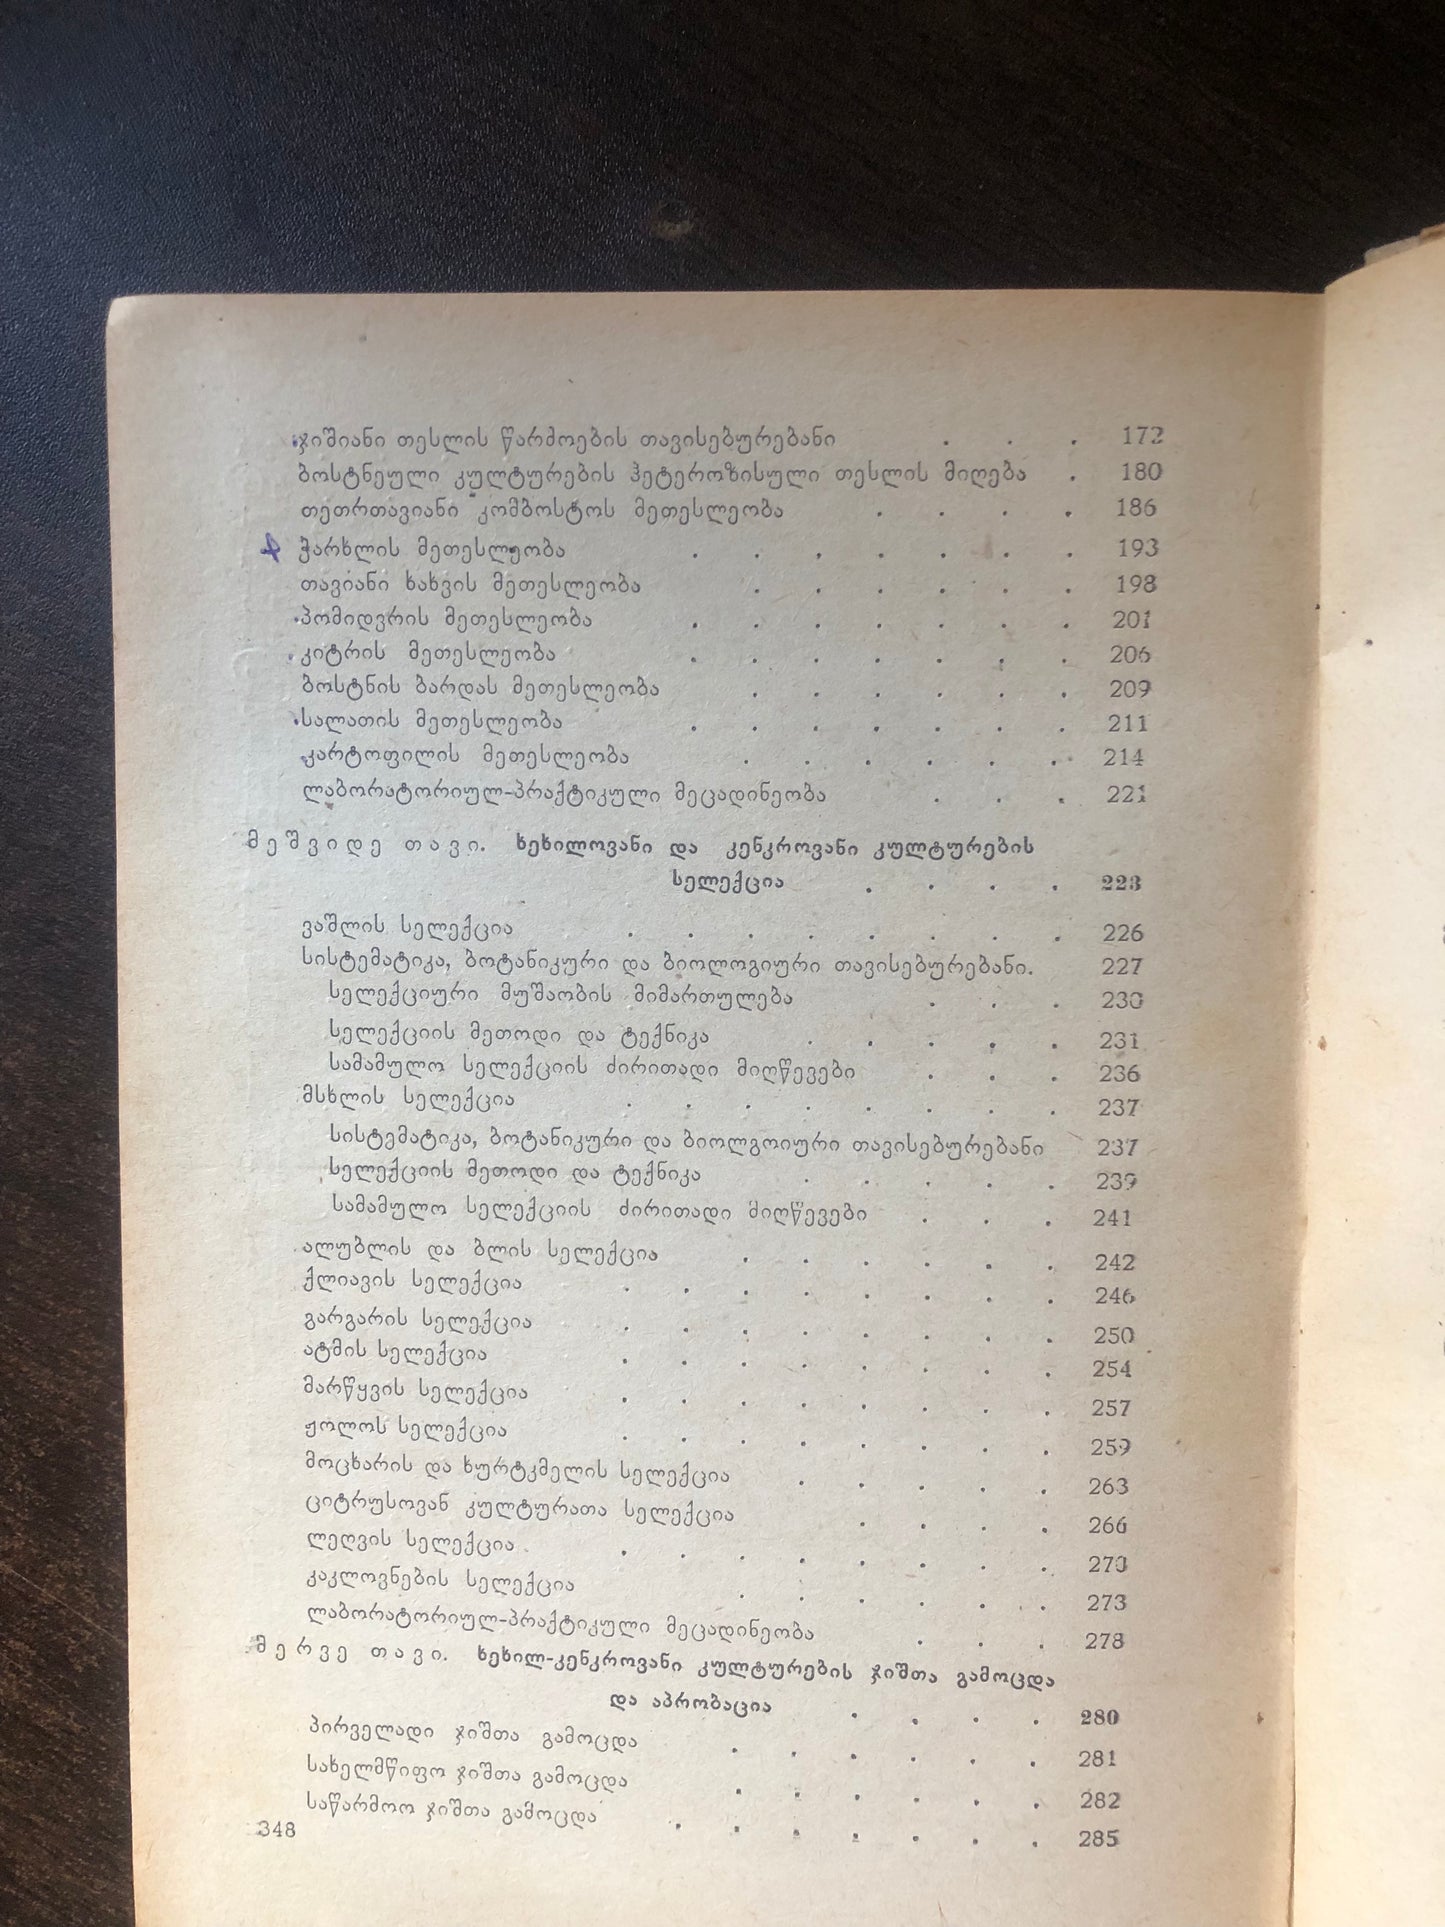 ჯიშიანი თესლის წარმოების თავისებურებანი . . . 172
ბოსტნეული კულტურების ჰეტეროზისული თესლის მიღება . 180
თეთრთავიანი კომბოსტოს მეთესლეობა . . . . 186
ჭარხლის მეთესლეობა . . . . . . . 193
თავიანი ხახვის მეთესლეობა . . . . . . 198
პომიდვრის მეთესლეობა . . . . . . . 201
კიტრის მეთესლეობა . . . . . . . 206
ბოსტნის ბარდას მეთესლეობა . . . . . . 209
სალათის მეთესლეობა . . . . . . . 211
კარტოფილის მეთესლეობა . . . . . . 214
ლაბორატორიულ-პრაქტიკული მეცადინეობა . . . 221
მეშვიდე თავი. ხეხილოვანი და კენკროვანი კულტურების
სელექცია . . . . 223
ვაშლის სელექცია . . . . . . . . 226
სისტემატიკა, ბოტანიკური და ბიოლოგიური თავისებურებანი. 227
სელექციური მუშაობის მიმართულება . . . 230
სელექციის მეთოდი და ტექნიკა . . . . . 231
სამამულო სელექციის ძირითადი მიღწევები . . . 236
მსხლის სელექცია . . . . . . . . 237
სისტემატიკა, ბოტანიკური და ბიოლგოიური თავისებურებანი 237
სელექციის მეთოდი და ტექნიკა . . . . . 239
სამამულო სელექციის ძირითადი მიღწევები . . . 241
ალუბლის და ბლის სელექცია . . . . . . 242
ქლიავის სელექცია . . . . . . . . 246
გარგარის სელექცია . . . . . . . . 250
ატმის სელექცია . . . . . . . . 254
მარწყვის სელექცია . . . . . . . . 257
ჟოლოს სელექცია . . . . . . . . 259
მოცხარის და ხურტკმელის სელექცია . . . . . 263
ციტრუსოვან კულტურათა სელექცია . . . . 266
ლეღვის სელექცია . . . . . . . . 270
კაკლოვნების სელექცია . . . . . . 273
ლაბორატორიულ-პრაქტიკული მეცადინეობა . . . 278
მერვე თავი. ხეხილ-კენკროვანი კულტურების ჯიშთა გამოცდა
და აპრობაცია . . . . 280
პირველადი ჯიშთა გამოცდა . . . . . . 281
სახელმწიფო ჯიშთა გამოცდა . . . . . . 282
საწარმოო ჯიშთა გამოცდა . . . . . . . 285
348